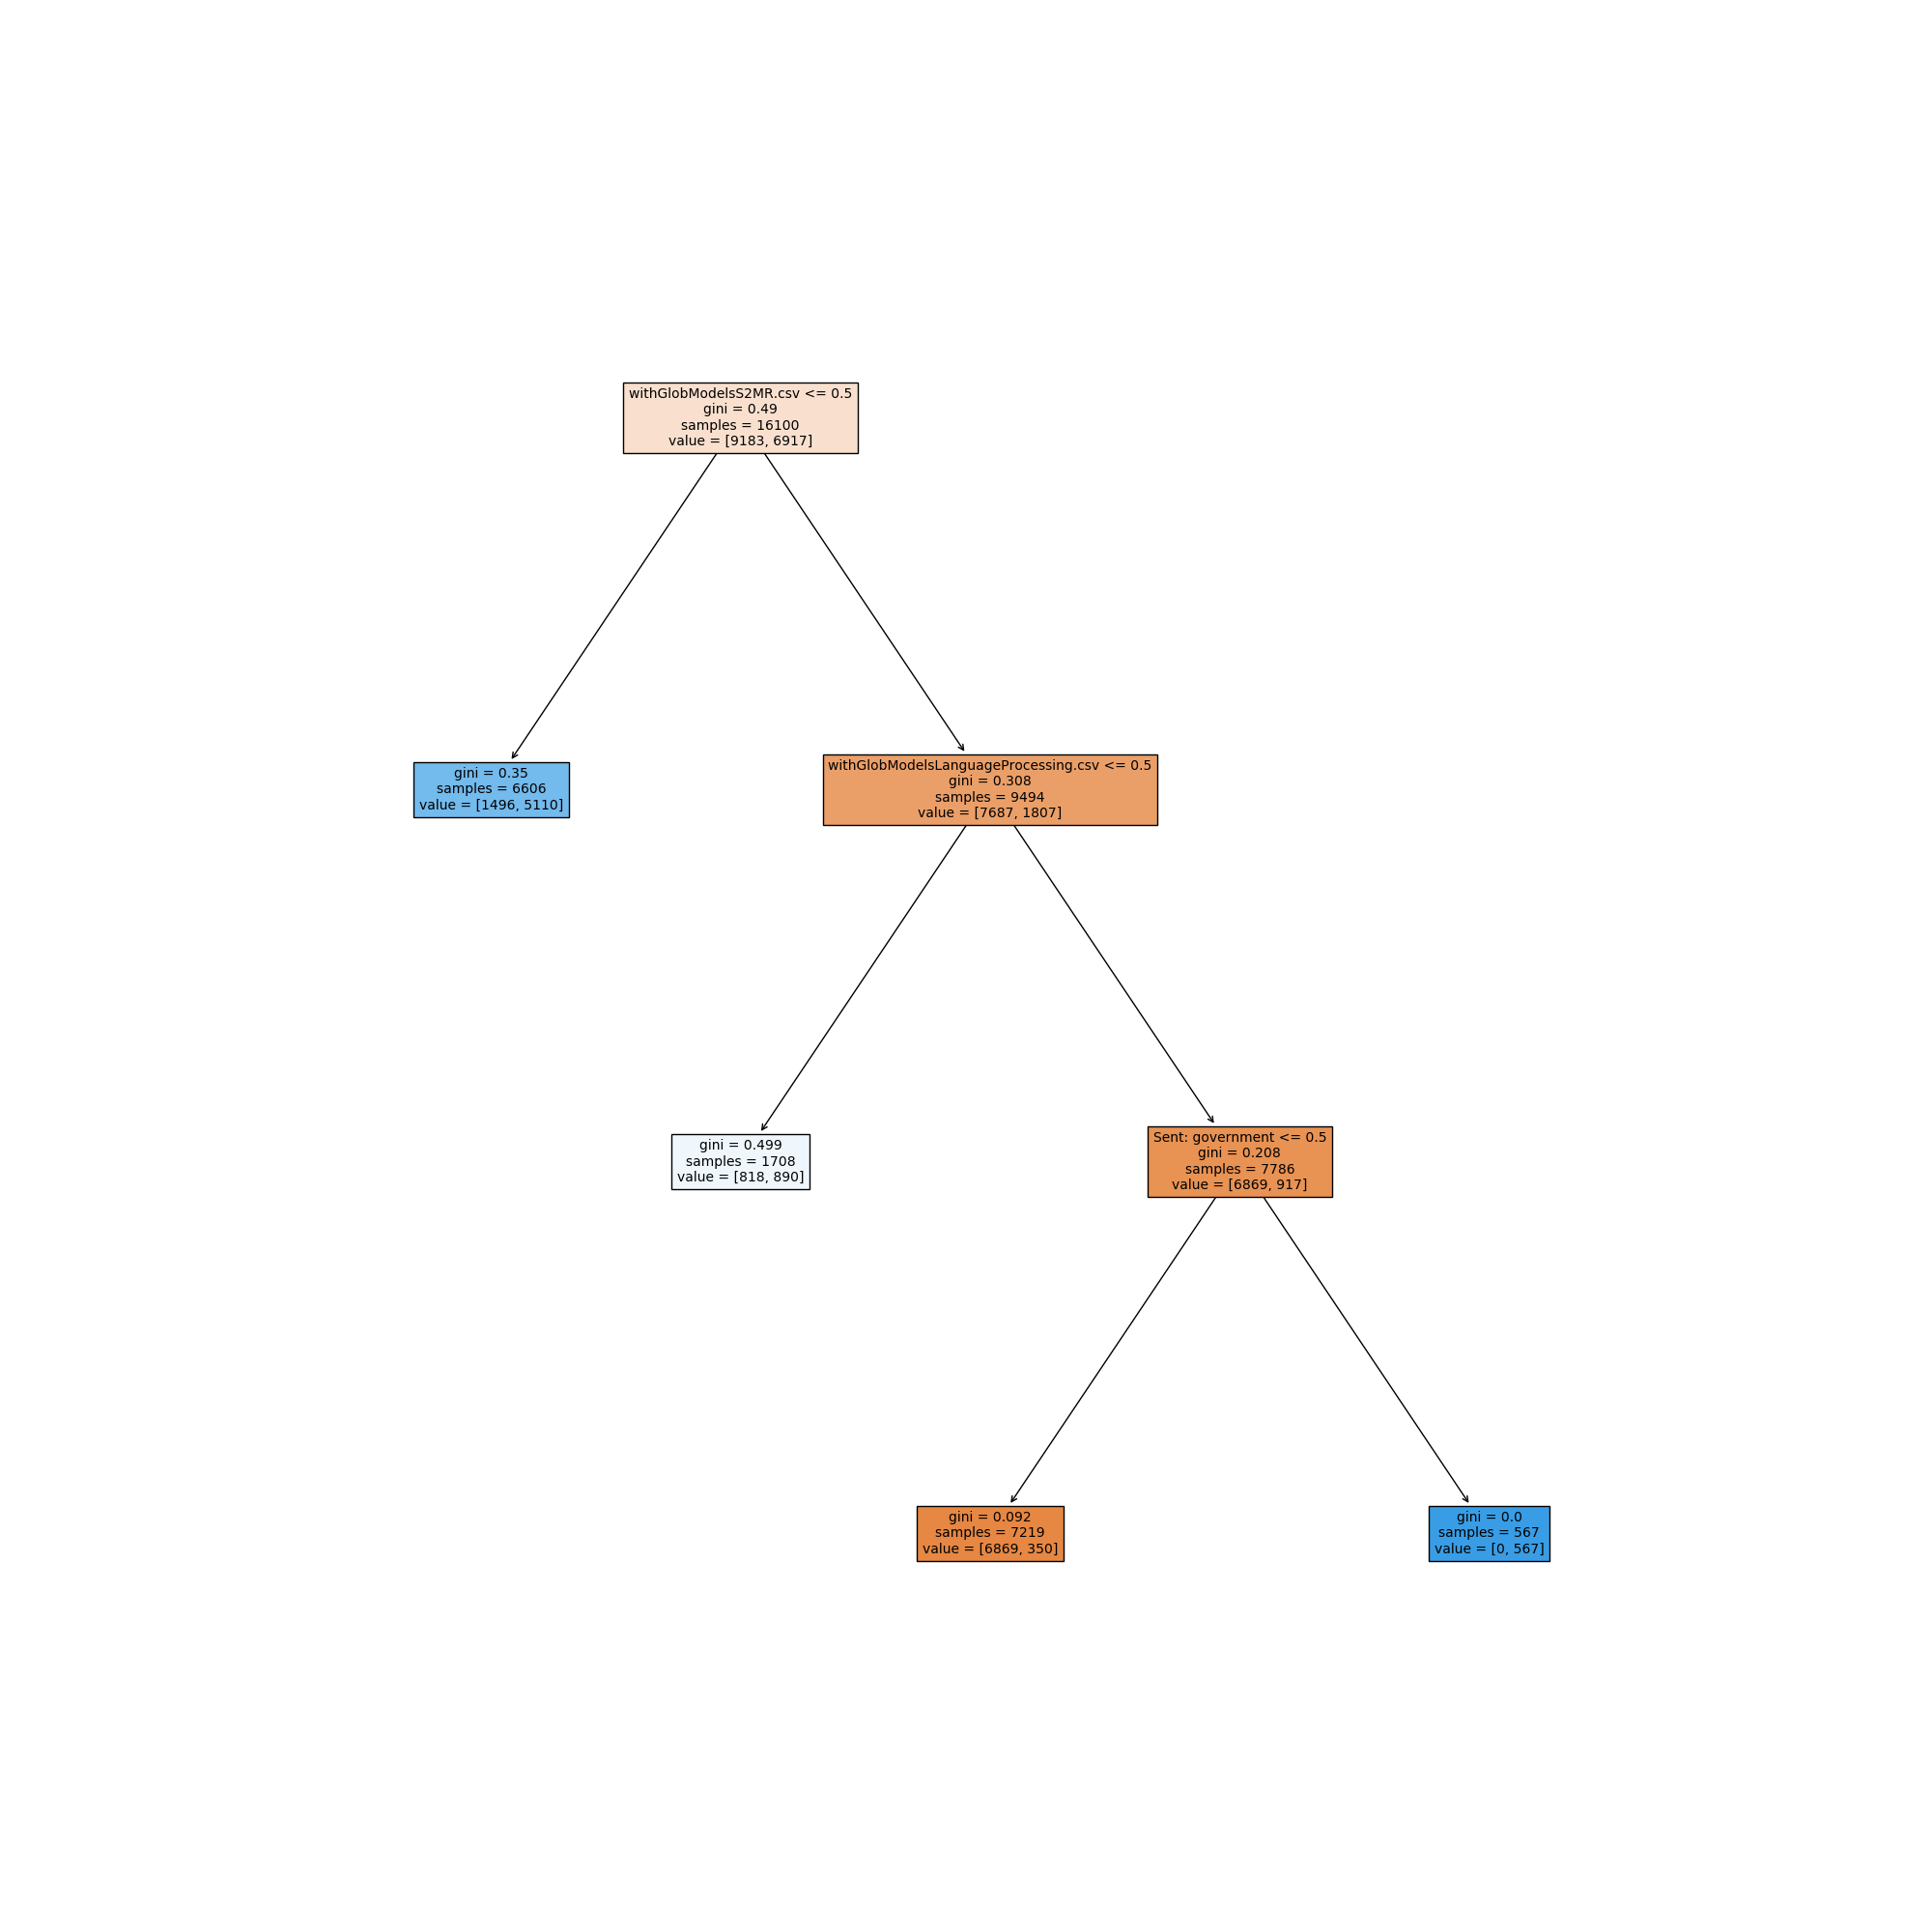 withGlobModelsS2MR.csv <= 0.5
gini = 0.49
samples = 16100
value = [9183, 6917]
gini = 0.35
samples = 6606
value = [1496, 5110]
withGlobModelsLanguageProcessing.csv <= 0.5
gini = 0.308
samples = 9494
value = [7687, 1807]
gini = 0.499
samples = 1708
value = [818, 890]
Sent: government <= 0.5
gini = 0.208
samples = 7786
value = [6869, 917]
gini = 0.092
samples = 7219
value = [6869, 350]
gini = 0.0
samples = 567
value = [0, 567]